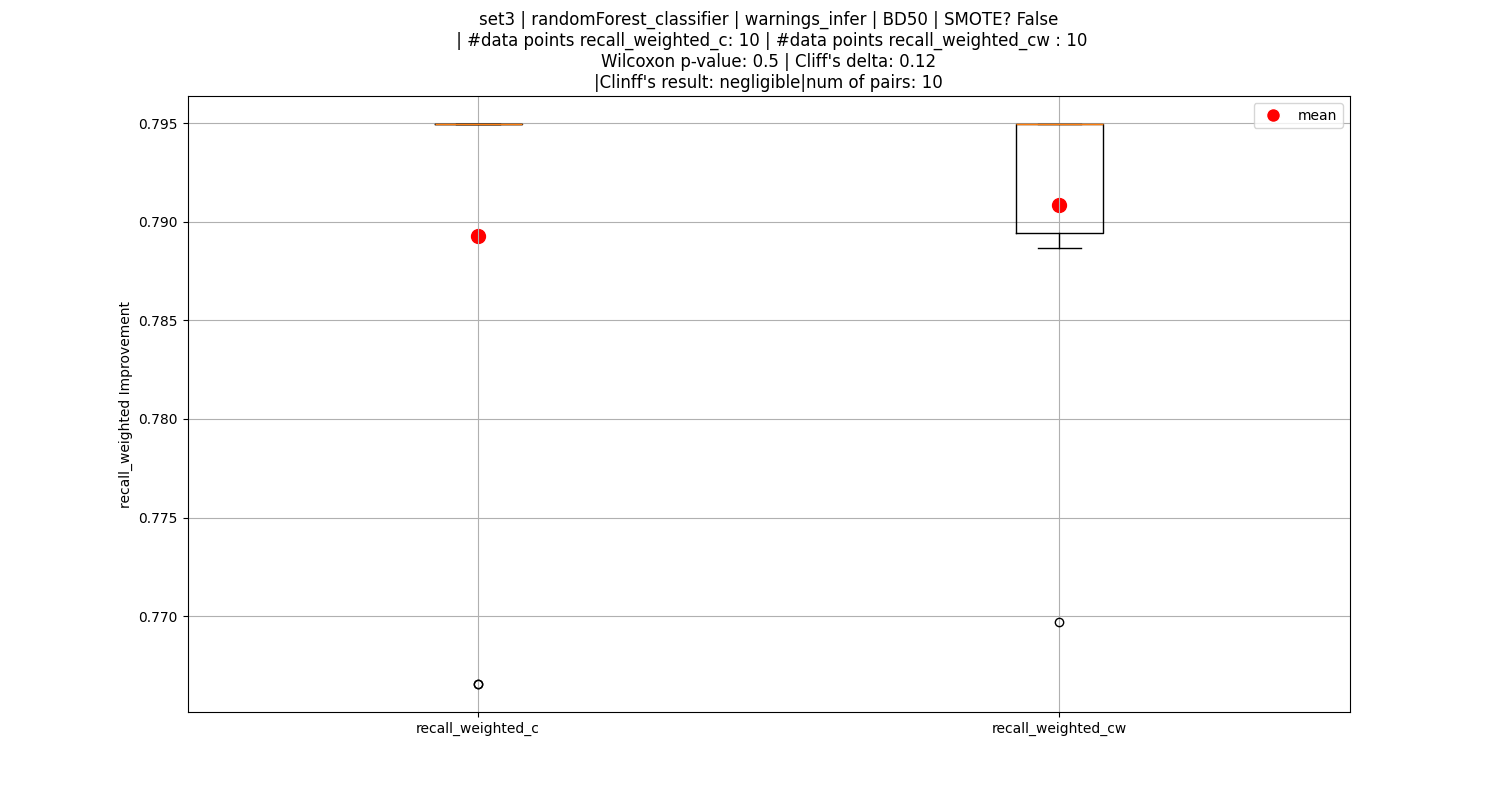 set3 | randomForest_classifier | warnings_infer | BD50 | SMOTE? False
| #data points recall_weighted_c: 10 | #data points recall_weighted_cw : 10
Wilcoxon p-value: 0.5 | Cliff's delta: 0.12
|Clinff's result: negligible|num of pairs: 10
mean
0.795
0.790
0.785
0.780
0.775
0.770
recall_weighted Improvement
recall_weighted_c
recall_weighted_cw